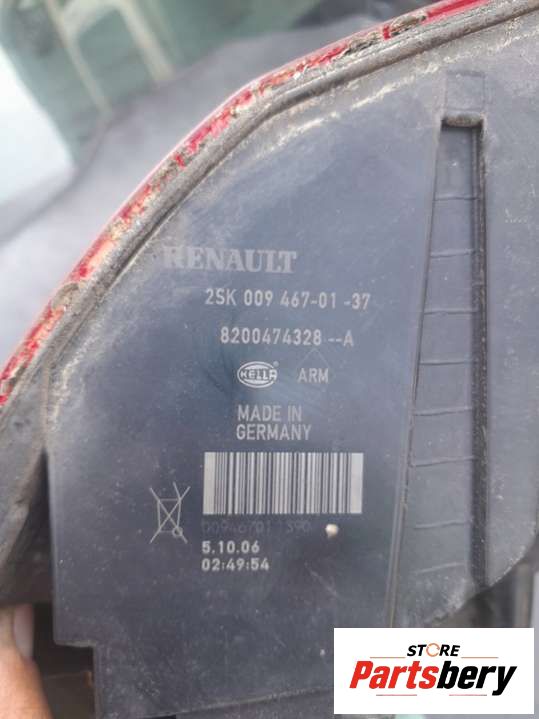 RENAULT
2SK 009 467-01 -37
8200474328 --A
HELLA ARM
MADE IN
GERMANY
5.10.06
02:49:54
STORE
Partsbery